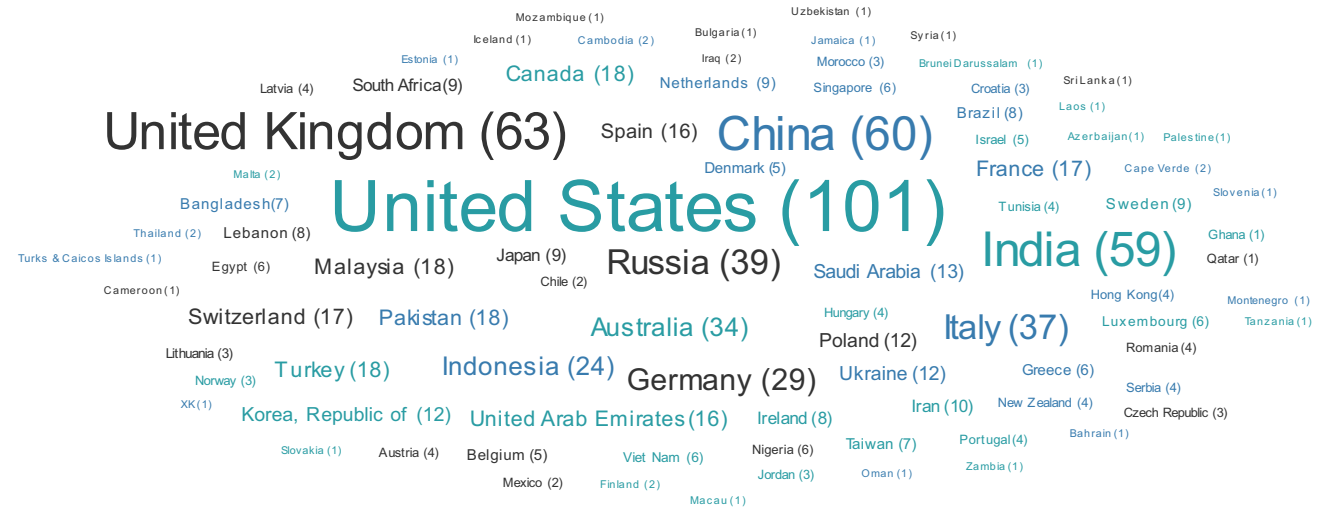 Mozambique (1)
Uzbekistan (1)
Iceland (1)
Cambodia (2)
Bulgaria (1)
Jamaica (1)
Syria (1)
Estonia (1)
Canada (18)
Iraq (2)
Morocco (3)
Brunei Darussalam (1)
Latvia (4)
South Africa (9)
Netherlands (9)
Singapore (6)
Croatia (3)
Sri Lanka (1)
United Kingdom (63)
Spain (16)
China (60)
Brazil (8)
Laos (1)
Israel (5)
Azerbaijan (1)
Palestine (1)
Malta (2)
Denmark (5)
France (17)
Cape Verde (2)
Bangladesh (7)
United States (101)
Tunisia (4)
Sweden (9)
Slovenia (1)
Thailand (2)
Lebanon (8)
India (59)
Ghana (1)
Turks & Caicos Islands (1)
Egypt (6)
Malaysia (18)
Japan (9)
Russia (39)
Saudi Arabia (13)
Qatar (1)
Cameroon (1)
Chile (2)
Hong Kong (4)
Montenegro (1)
Switzerland (17)
Pakistan (18)
Australia (34)
Hungary (4)
Italy (37)
Luxembourg (6)
Tanzania (1)
Lithuania (3)
Poland (12)
Romania (4)
Norway (3)
Turkey (18)
Indonesia (24)
Germany (29)
Ukraine (12)
Greece (6)
Serbia (4)
XK (1)
Korea, Republic of (12)
United Arab Emirates (16)
Ireland (8)
Iran (10)
New Zealand (4)
Czech Republic (3)
Slovakia (1)
Austria (4)
Belgium (5)
Viet Nam (6)
Nigeria (6)
Taiwan (7)
Portugal (4)
Bahrain (1)
Mexico (2)
Finland (2)
Jordan (3)
Oman (1)
Zambia (1)
Macau (1)